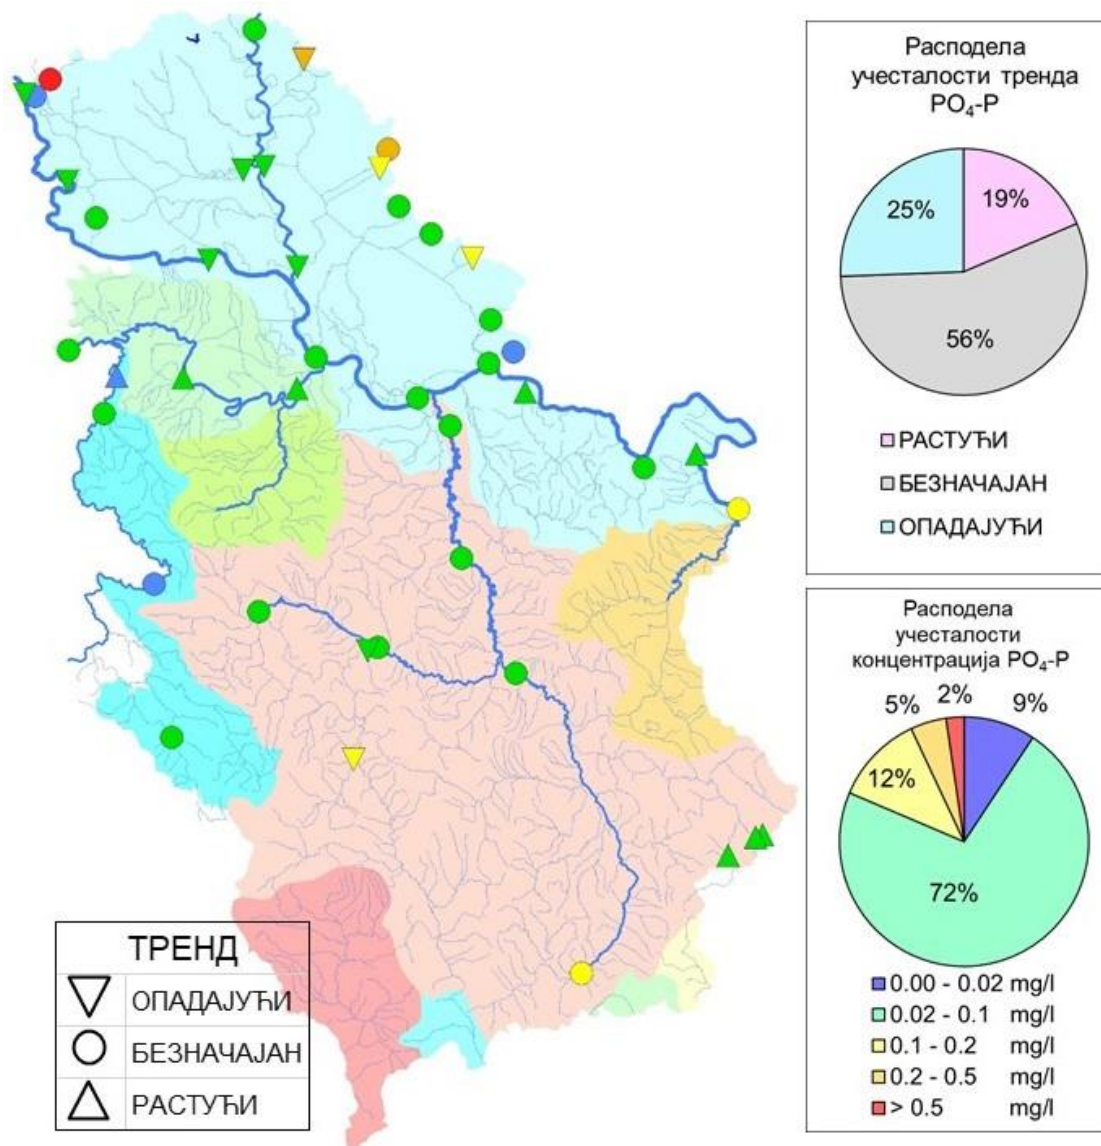 Расподела
учесталости тренда
PO₄-P
25%
19%
56%
РАСТУЋИ
БЕЗНАЧАЈАН
ОПАДАЈУЋИ
Расподела
учесталости
концентрација PO₄-P
5%
2%
9%
12%
72%
0.00 - 0.02 mg/l
0.02 - 0.1 mg/l
0.1 - 0.2 mg/l
0.2 - 0.5 mg/l
> 0.5 mg/l
ТРЕНД
ОПАДАЈУЋИ
БЕЗНАЧАЈАН
РАСТУЋИ